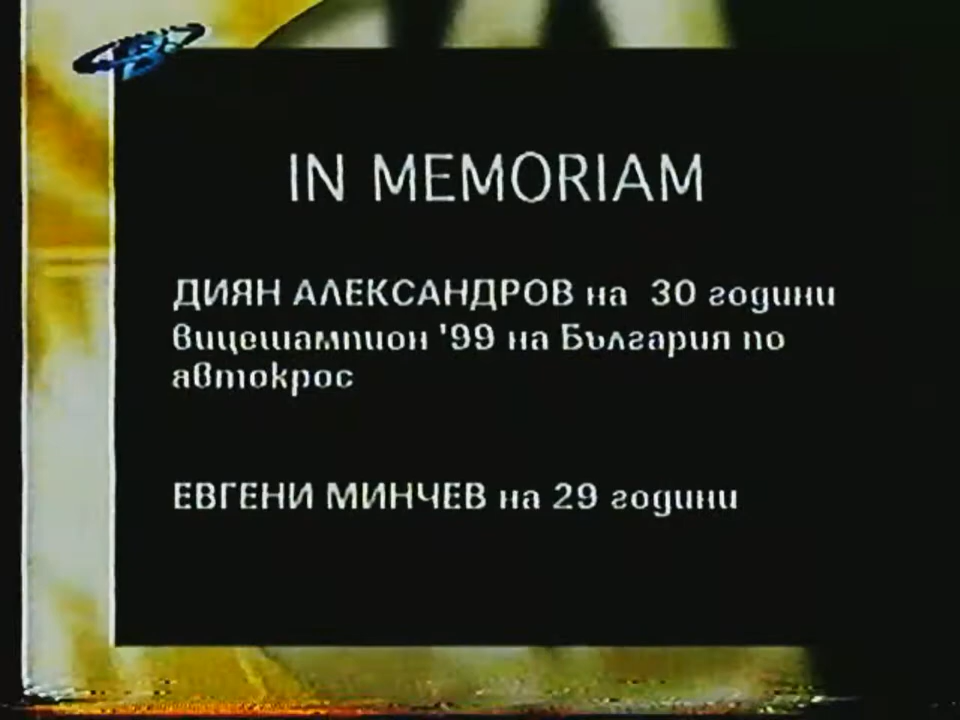 IN MEMORIAM
ДИЯН АЛЕКСАНДРОВ на 30 години
вицешампион '99 на България по
автокрос
ЕВГЕНИ МИНЧЕВ на 29 години